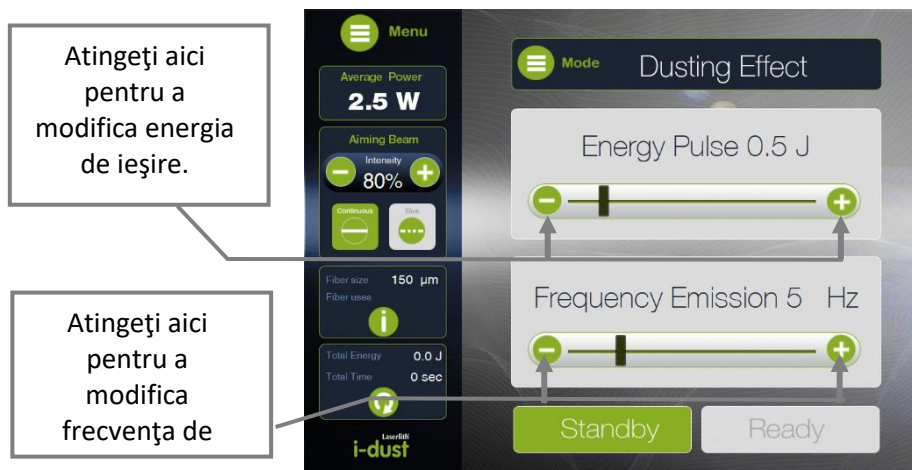 Atingeţi aici
pentru a
modifica energia
de ieşire.
Atingeţi aici
pentru a
modifica
frecvenţa de
Menu
Average Power
2.5 W
Aiming Beam
Intensity
80%
Continuous
Blink
Fiber size 150 µm
Fiber uses
Total Energy 0.0 J
Total Time 0 sec
Laserlith
i-dust
Mode Dusting Effect
Energy Pulse 0.5 J
Frequency Emission 5 Hz
Standby
Ready